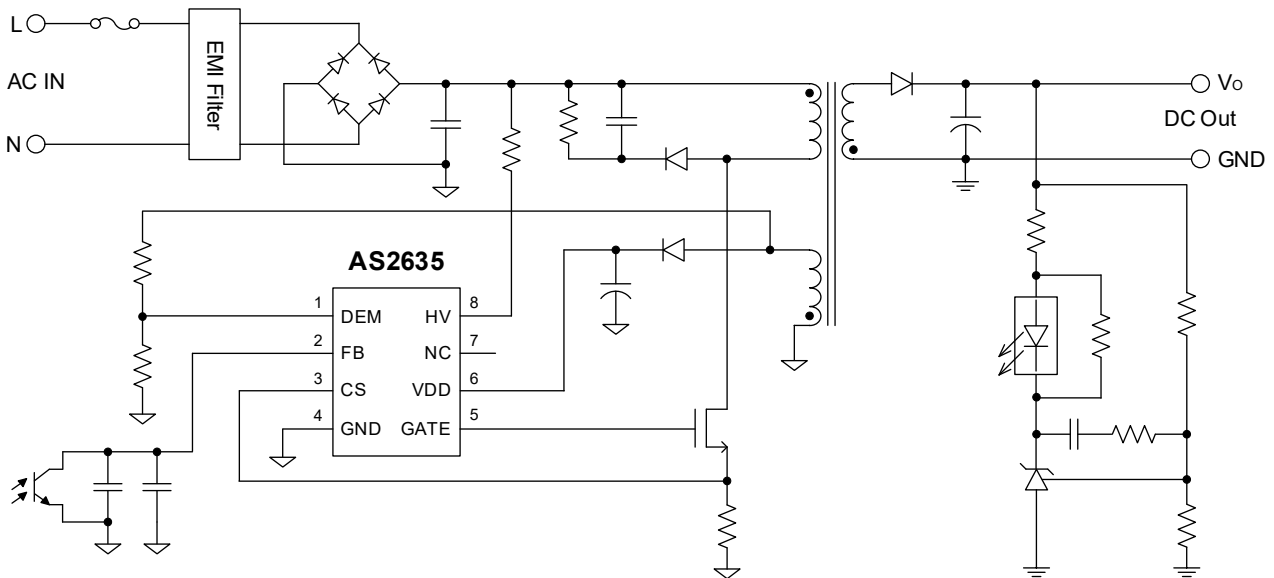 L
EMI Filter
AC IN
N
Vo
DC Out
GND
AS2635
1 DEM HV 8
2 FB NC 7
3 CS VDD 6
4 GND GATE 5